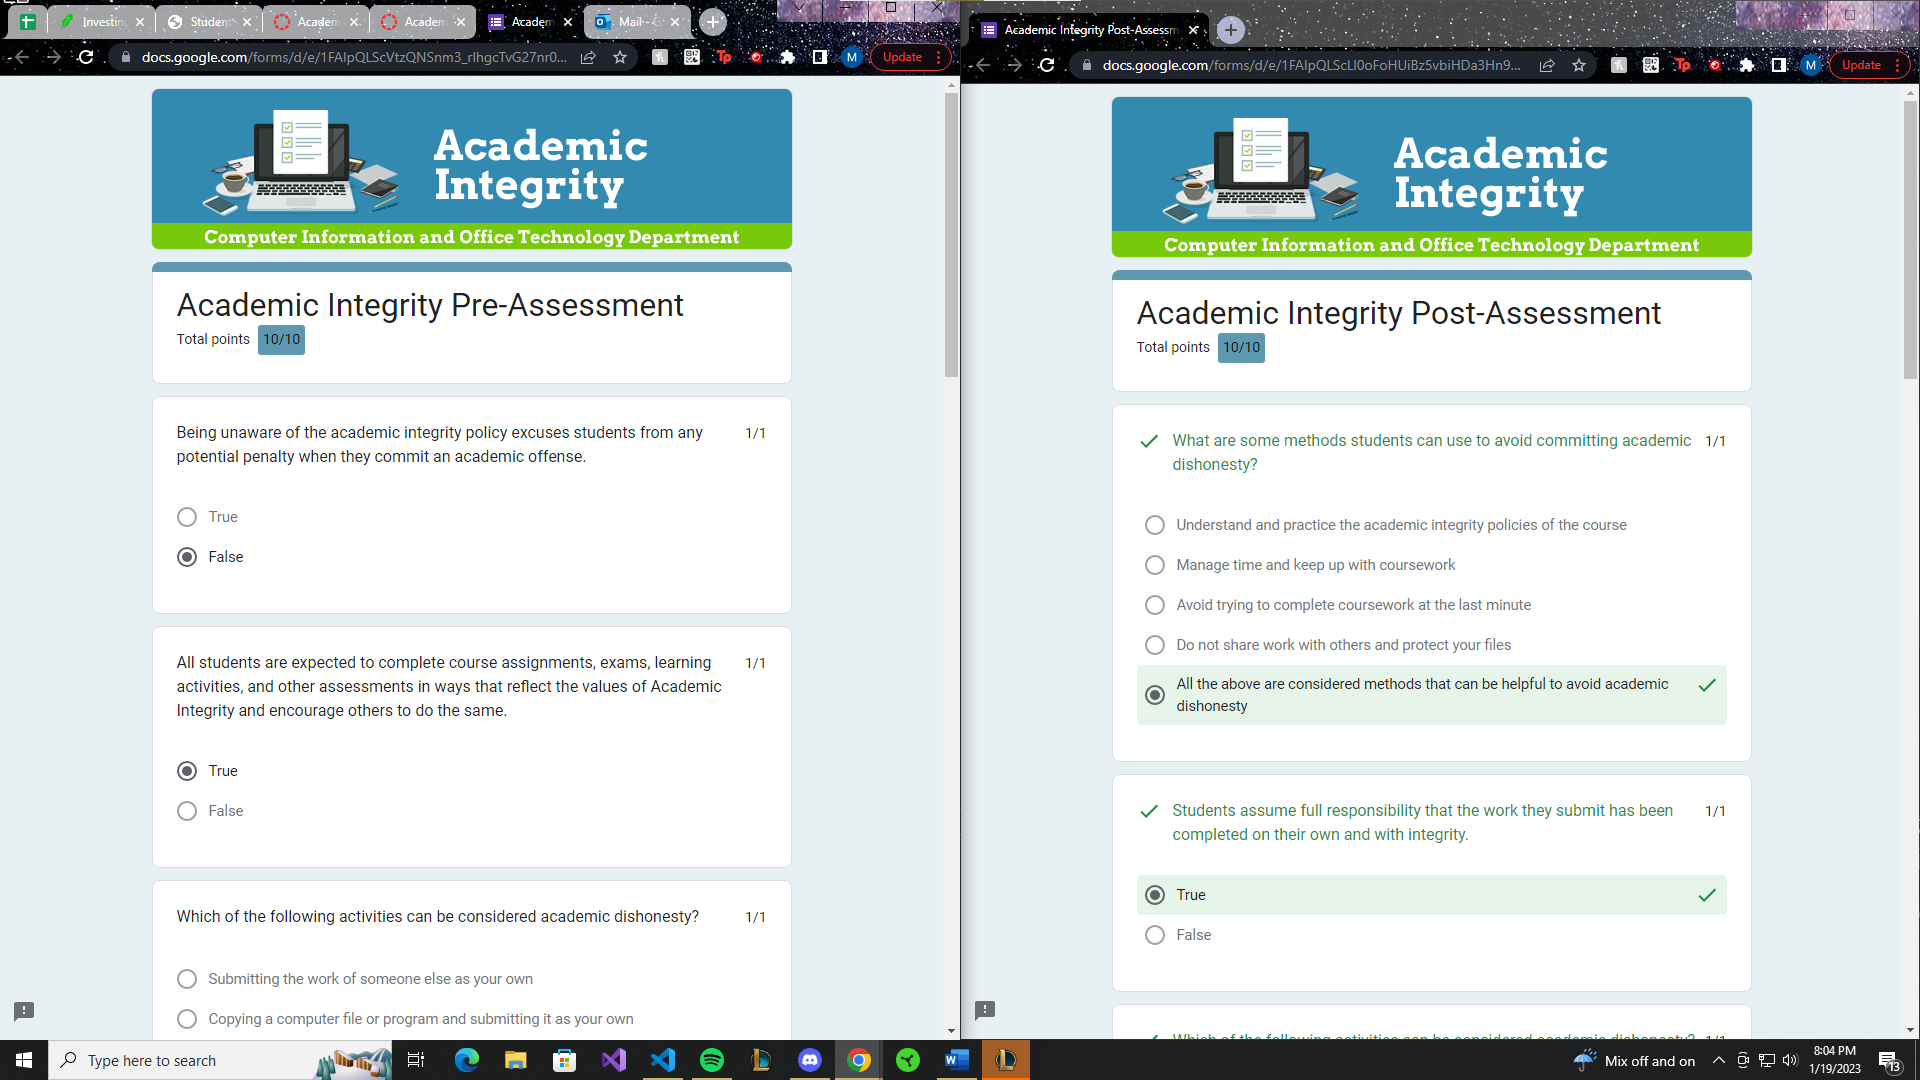 Investin
Student
Academ
Academ
Academ
Mail - G
docs.google.com/forms/d/e/1FAIpQLScVtzQNSnm3_rIhgcTvG27nr0...
Tp
M
Update
Academic
Integrity
Computer Information and Office Technology Department
Academic Integrity Pre-Assessment
Total points 10/10
Being unaware of the academic integrity policy excuses students from any 1/1
potential penalty when they commit an academic offense.
True
False
All students are expected to complete course assignments, exams, learning 1/1
activities, and other assessments in ways that reflect the values of Academic
Integrity and encourage others to do the same.
True
False
Which of the following activities can be considered academic dishonesty? 1/1
Submitting the work of someone else as your own
Copying a computer file or program and submitting it as your own
Academic Integrity Post-Assessm
docs.google.com/forms/d/e/1FAIpQLScLl0oFoHUiBz5vbiHDa3Hn9...
Tp
M
Update
Academic
Integrity
Computer Information and Office Technology Department
Academic Integrity Post-Assessment
Total points 10/10
What are some methods students can use to avoid committing academic 1/1
dishonesty?
Understand and practice the academic integrity policies of the course
Manage time and keep up with coursework
Avoid trying to complete coursework at the last minute
Do not share work with others and protect your files
All the above are considered methods that can be helpful to avoid academic
dishonesty
Students assume full responsibility that the work they submit has been 1/1
completed on their own and with integrity.
True
False
Which of the following activities can be considered academic dishonesty? 1/1
Type here to search
Mix off and on
8:04 PM
1/19/2023
13